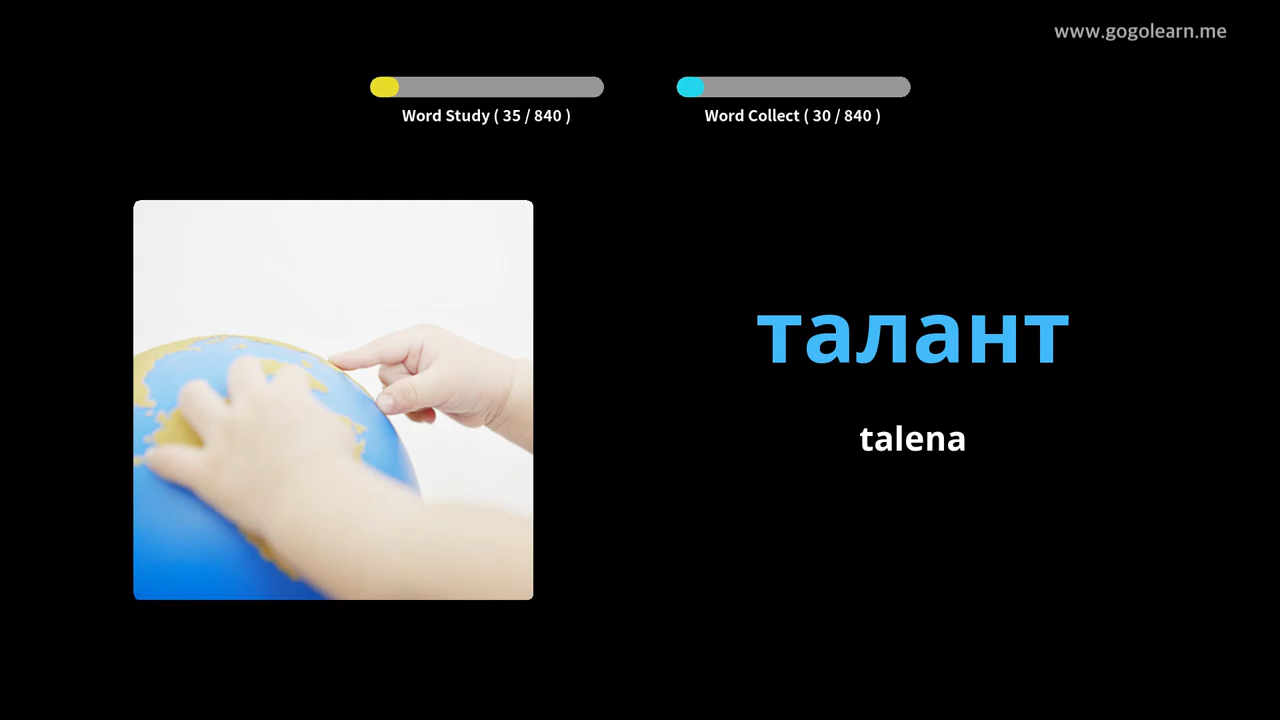 www.gogolearn.me
Word Study ( 35 / 840 )
Word Collect ( 30 / 840 )
талант
talena